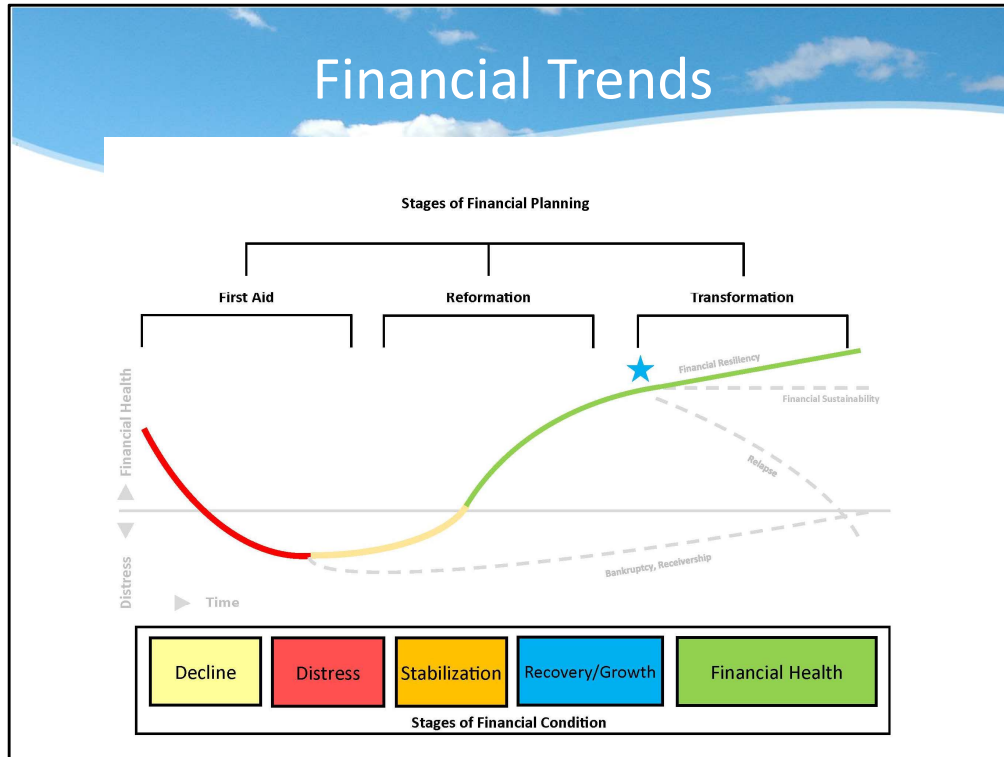 Financial Trends
Stages of Financial Planning
First Aid
Reformation
Transformation
Financial Resiliency
Financial Sustainability
Financial Health
Relapse
Distress
Bankruptcy, Receivership
Time
Decline
Distress
Stabilization
Recovery/Growth
Financial Health
Stages of Financial Condition